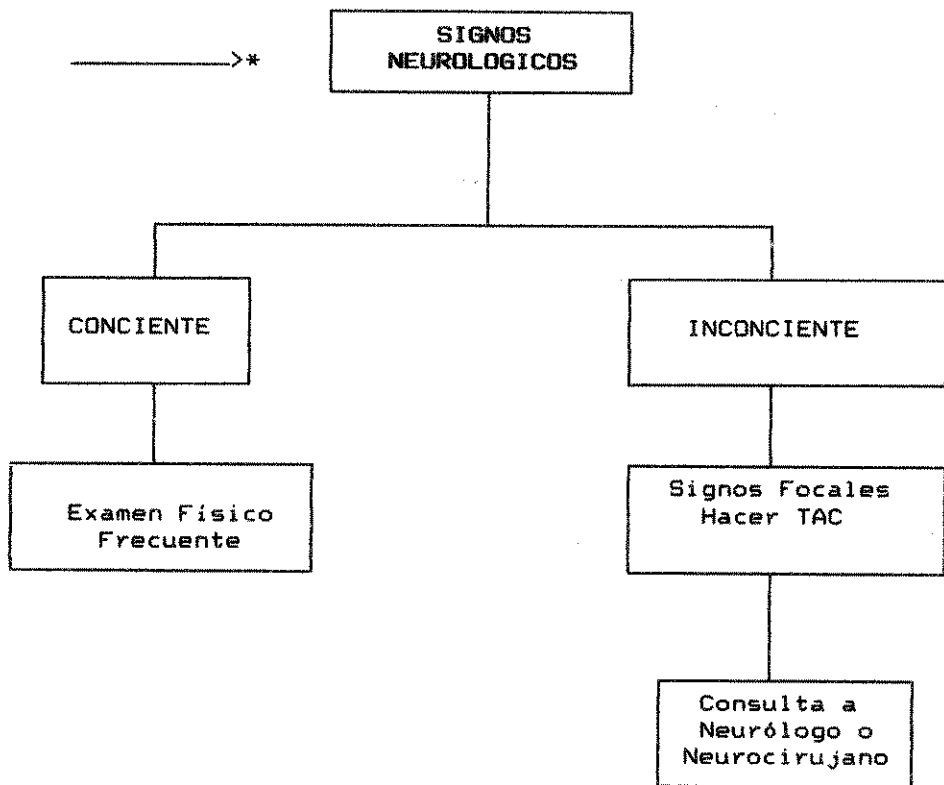 ————————>*
SIGNOS
NEUROLOGICOS
CONCIENTE
INCONCIENTE
Examen Físico
Frecuente
Signos Focales
Hacer TAC
Consulta a
Neurólogo o
Neurocirujano